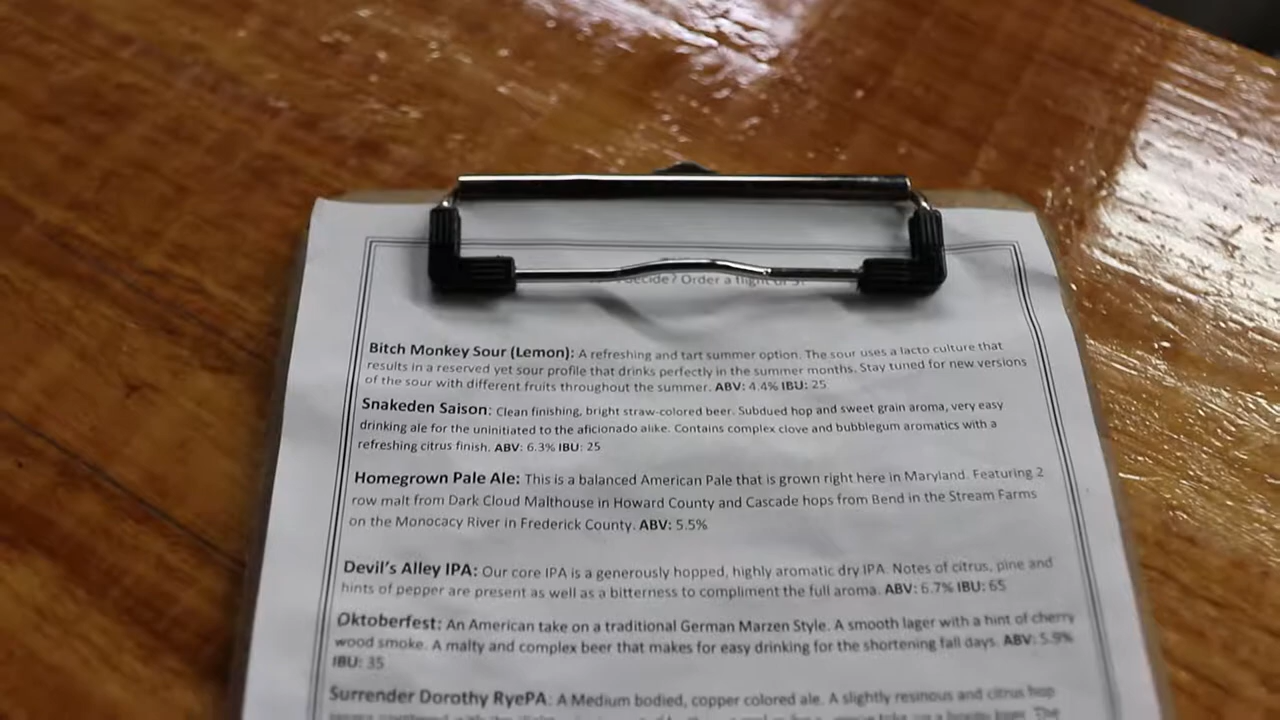 decide? Order a flight of 5!
Bitch Monkey Sour (Lemon): A refreshing and tart summer option. The sour uses a lacto culture that
results in a reserved yet sour profile that drinks perfectly in the summer months. Stay tuned for new versions
of the sour with different fruits throughout the summer. ABV: 4.4% IBU: 25
Snakeden Saison: Clean finishing, bright straw-colored beer. Subdued hop and sweet grain aroma, very easy
drinking ale for the uninitiated to the aficionado alike. Contains complex clove and bubblegum aromatics with a
refreshing citrus finish. ABV: 6.3% IBU: 25
Homegrown Pale Ale: This is a balanced American Pale that is grown right here in Maryland. Featuring 2
row malt from Dark Cloud Malthouse in Howard County and Cascade hops from Bend in the Stream Farms
on the Monocacy River in Frederick County. ABV: 5.5%
Devil's Alley IPA: Our core IPA is a generously hopped, highly aromatic dry IPA. Notes of citrus, pine and
hints of pepper are present as well as a bitterness to compliment the full aroma. ABV: 6.7% IBU: 65
Oktoberfest: An American take on a traditional German Marzen Style. A smooth lager with a hint of cherry
wood smoke. A malty and complex beer that makes for easy drinking for the shortening fall days. ABV: 5.9%
IBU: 35
Surrender Dorothy RyePA: A Medium bodied, copper colored ale. A slightly resinous and citrus hop